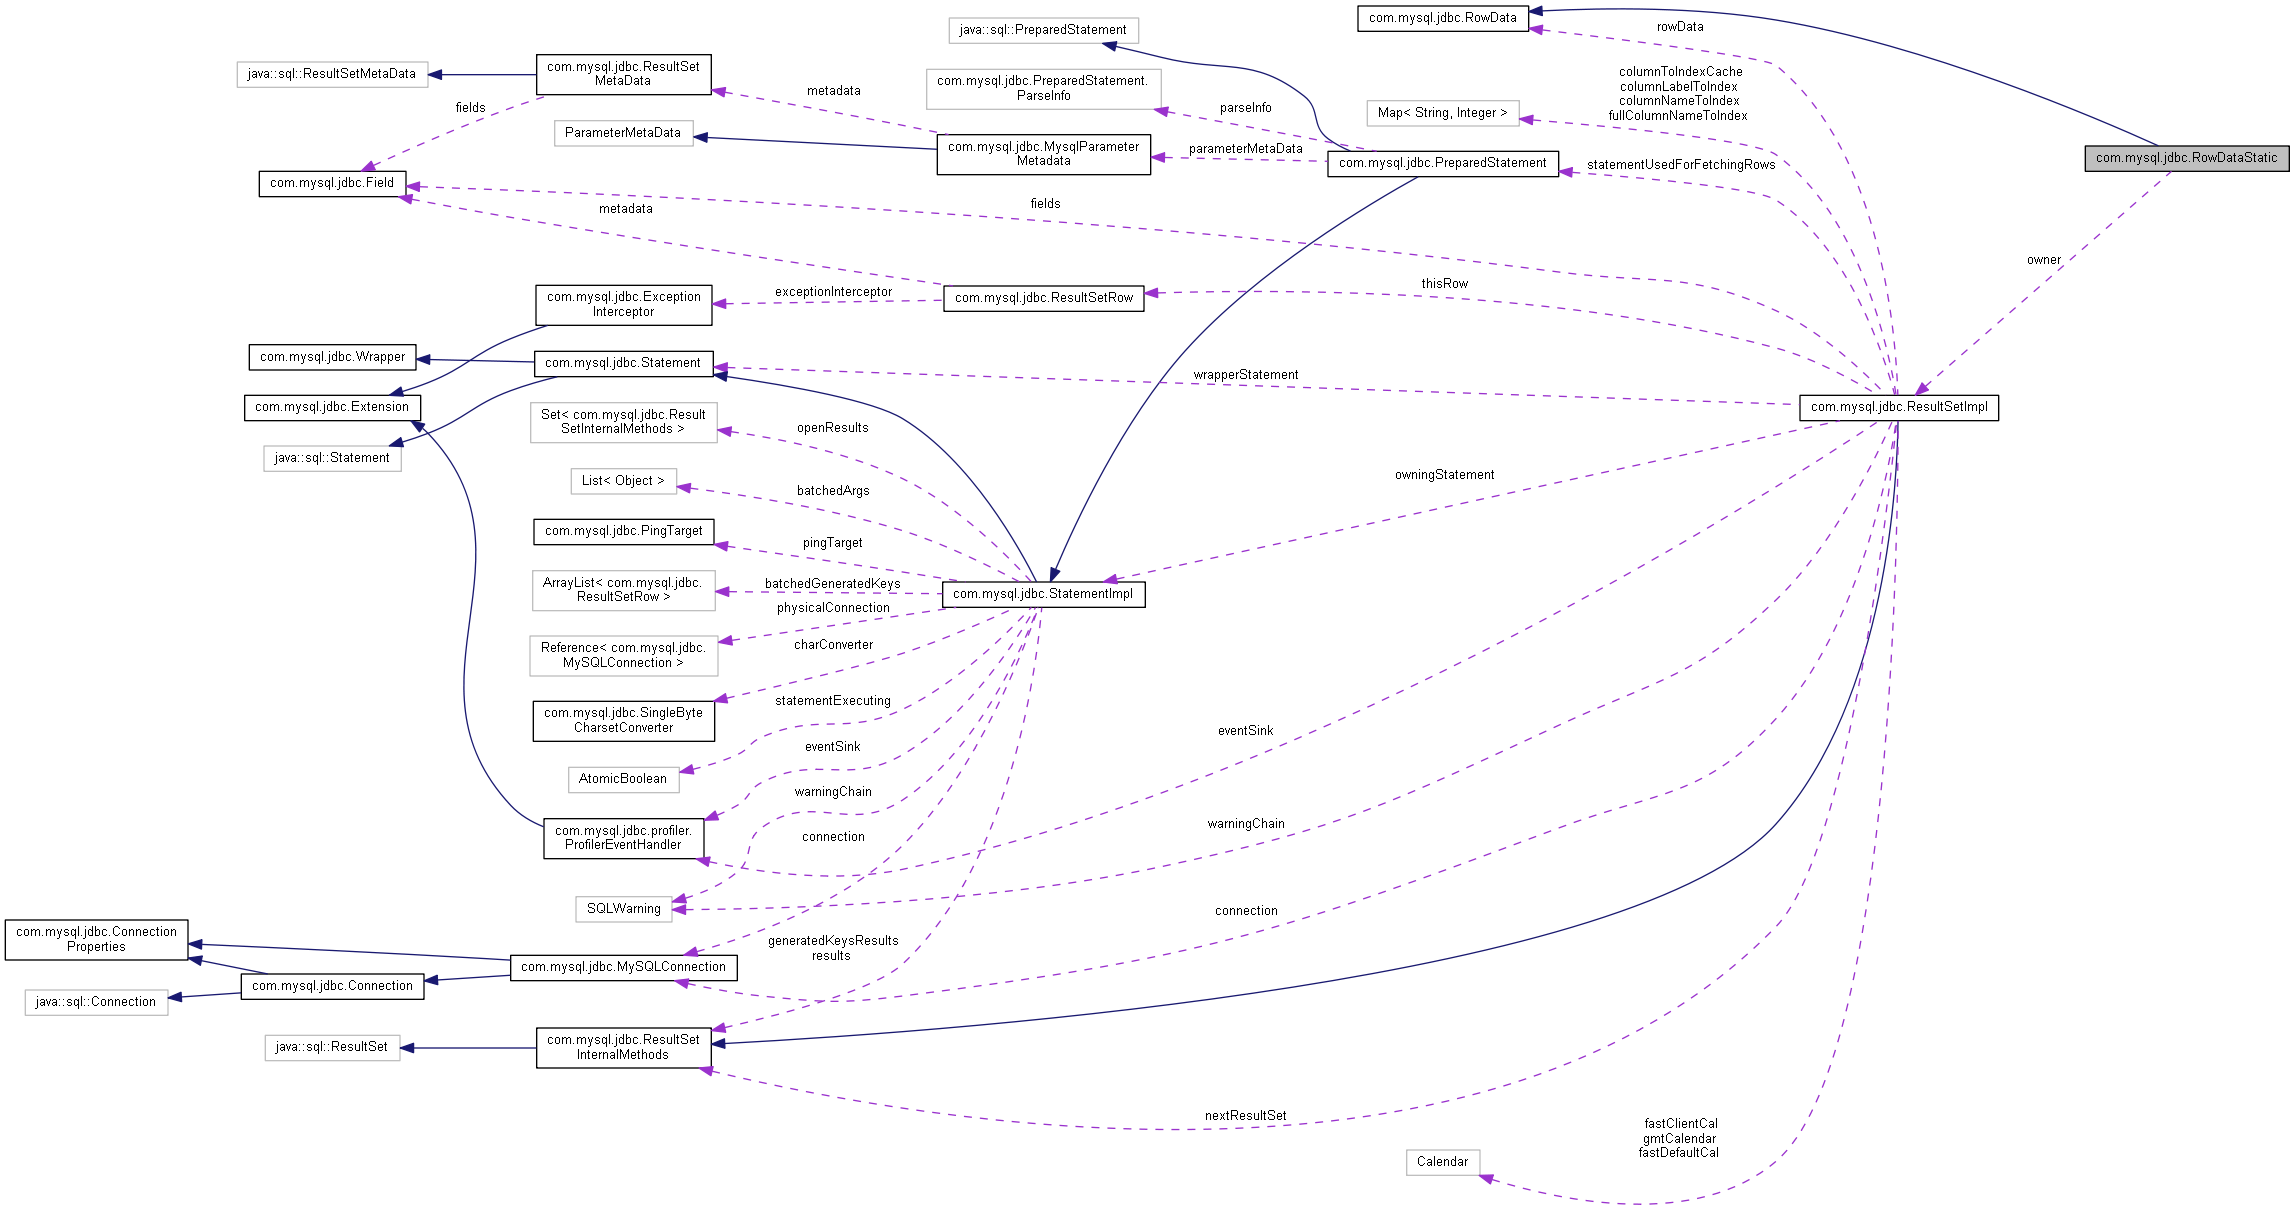 com.mysql.jdbc.RowData
java::sql::PreparedStatement
rowData
com.mysql.jdbc.ResultSet
MetaData
java::sql::ResultSetMetaData
columnToIndexCache
columnLabelToIndex
columnNameToIndex
fullColumnNameToIndex
com.mysql.jdbc.PreparedStatement.
ParseInfo
metadata
fields
parseInfo
Map< String, Integer >
ParameterMetaData
com.mysql.jdbc.MysqlParameter
Metadata
parameterMetaData
com.mysql.jdbc.PreparedStatement
statementUsedForFetchingRows
com.mysql.jdbc.RowDataStatic
com.mysql.jdbc.Field
metadata
fields
owner
com.mysql.jdbc.Exception
Interceptor
exceptionInterceptor
com.mysql.jdbc.ResultSetRow
thisRow
com.mysql.jdbc.Wrapper
com.mysql.jdbc.Statement
wrapperStatement
com.mysql.jdbc.Extension
com.mysql.jdbc.ResultSetImpl
Set< com.mysql.jdbc.Result
SetInternalMethods >
openResults
java::sql::Statement
owningStatement
List< Object >
batchedArgs
com.mysql.jdbc.PingTarget
pingTarget
ArrayList< com.mysql.jdbc.
ResultSetRow >
batchedGeneratedKeys
com.mysql.jdbc.StatementImpl
physicalConnection
Reference< com.mysql.jdbc.
MySQLConnection >
charConverter
statementExecuting
com.mysql.jdbc.SingleByte
CharsetConverter
eventSink
eventSink
AtomicBoolean
warningChain
com.mysql.jdbc.profiler.
ProfilerEventHandler
connection
warningChain
SQLWarning
connection
com.mysql.jdbc.Connection
Properties
generatedKeysResults
results
com.mysql.jdbc.MySQLConnection
com.mysql.jdbc.Connection
java::sql::Connection
java::sql::ResultSet
com.mysql.jdbc.ResultSet
InternalMethods
nextResultSet
fastClientCal
gmtCalendar
fastDefaultCal
Calendar